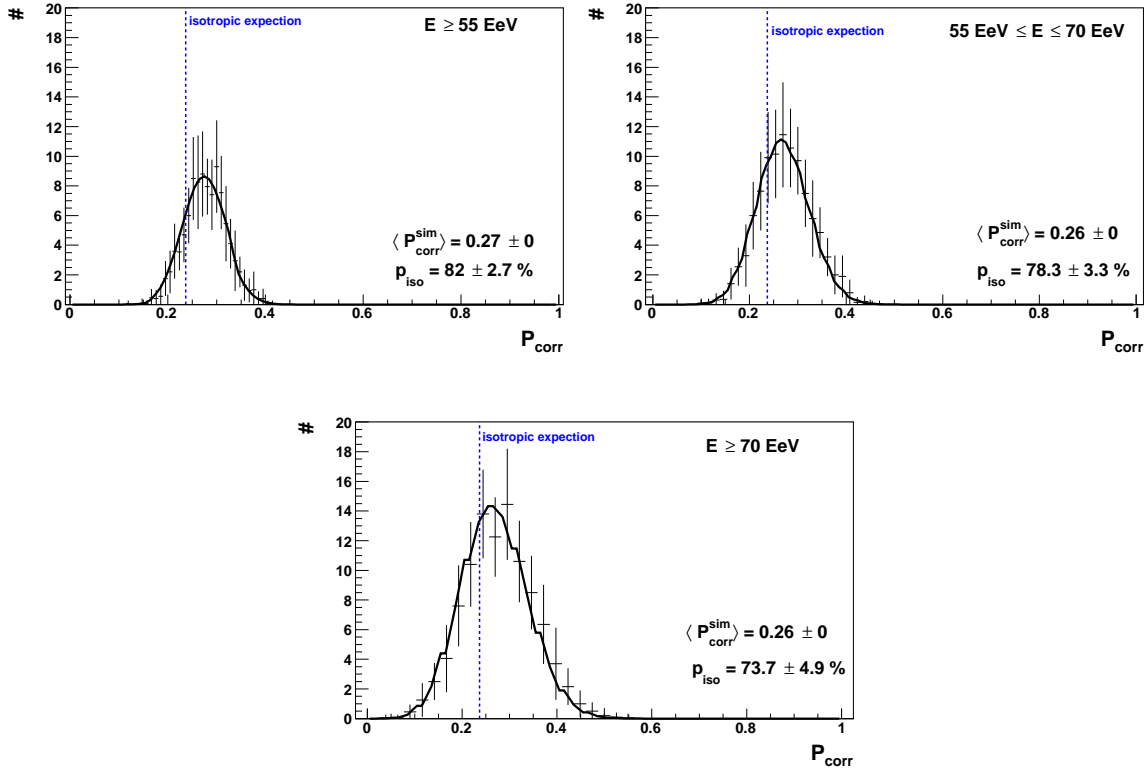 #
20
18
16
14
12
10
8
6
4
2
0
isotropic expection
E ≥ 55 EeV
⟨ P_corr^sim ⟩ = 0.27 ± 0
p_iso = 82 ± 2.7 %
0 0.2 0.4 0.6 0.8 1
P_corr
#
20
18
16
14
12
10
8
6
4
2
0
isotropic expection
55 EeV ≤ E ≤ 70 EeV
⟨ P_corr^sim ⟩ = 0.26 ± 0
p_iso = 78.3 ± 3.3 %
0 0.2 0.4 0.6 0.8 1
P_corr
#
20
18
16
14
12
10
8
6
4
2
0
isotropic expection
E ≥ 70 EeV
⟨ P_corr^sim ⟩ = 0.26 ± 0
p_iso = 73.7 ± 4.9 %
0 0.2 0.4 0.6 0.8 1
P_corr